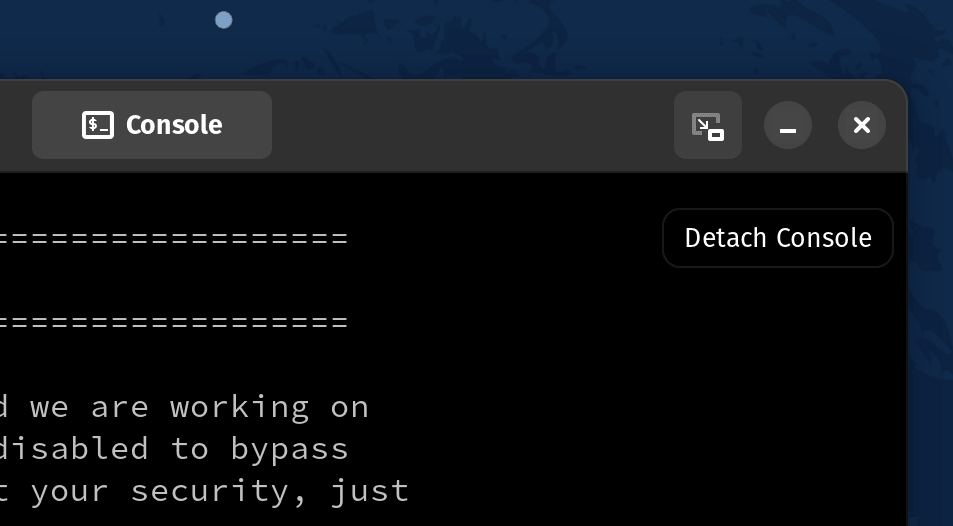 $_ Console
==================
Detach Console
==================
d we are working on
disabled to bypass
t your security, just